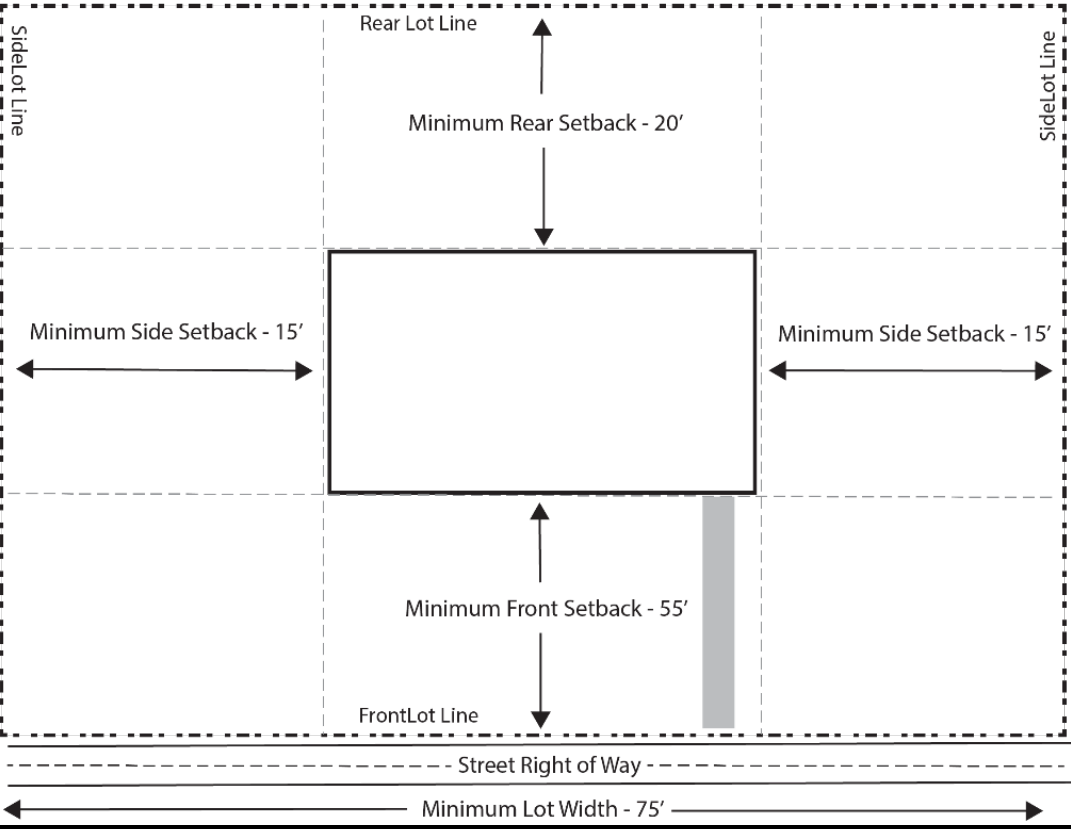 Rear Lot Line
SideLot Line
SideLot Line
Minimum Rear Setback - 20′
Minimum Side Setback - 15′
Minimum Side Setback - 15′
Minimum Front Setback - 55′
FrontLot Line
Street Right of Way
Minimum Lot Width - 75′